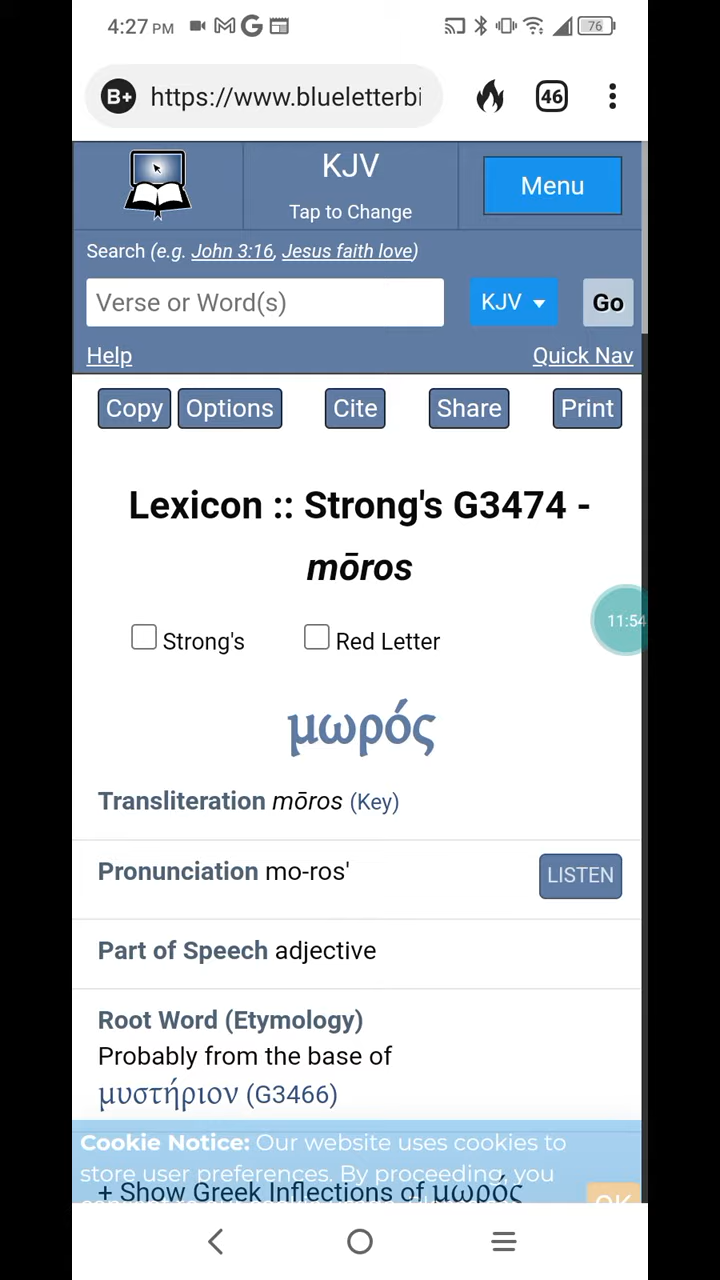 4:27 PM
76
B+ https://www.blueletterbi
46
KJV
Tap to Change
Menu
Search (e.g. John 3:16, Jesus faith love)
Verse or Word(s)
KJV
Go
Help
Quick Nav
Copy
Options
Cite
Share
Print
Lexicon :: Strong's G3474 -
mōros
11:54
Strong's
Red Letter
μωρός
Transliteration mōros (Key)
Pronunciation mo-ros'
LISTEN
Part of Speech adjective
Root Word (Etymology)
Probably from the base of
μυστήριον (G3466)
Cookie Notice: Our website uses cookies to
store user preferences. By proceeding, you
+ Show Greek Inflections of μωρός
OK